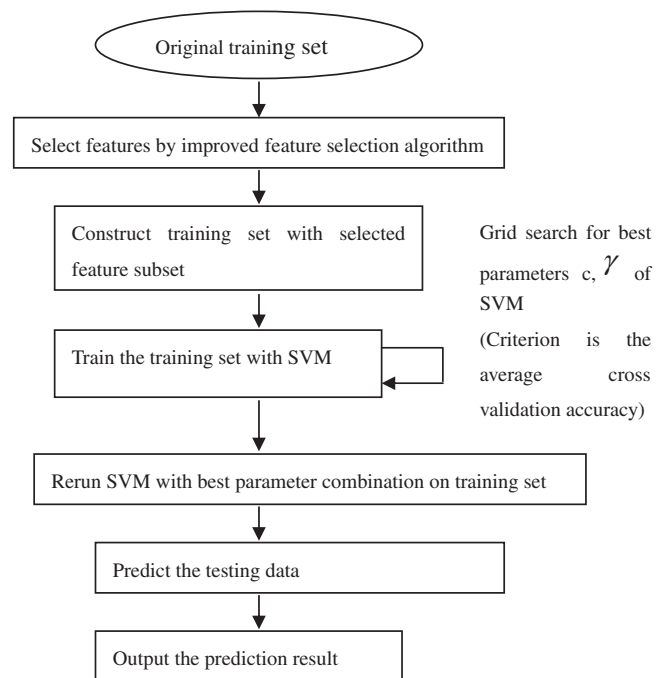 Original training set
Select features by improved feature selection algorithm
Construct training set with selected
feature subset
Grid search for best
parameters c, γ of
SVM
(Criterion is the
average cross
validation accuracy)
Train the training set with SVM
Rerun SVM with best parameter combination on training set
Predict the testing data
Output the prediction result